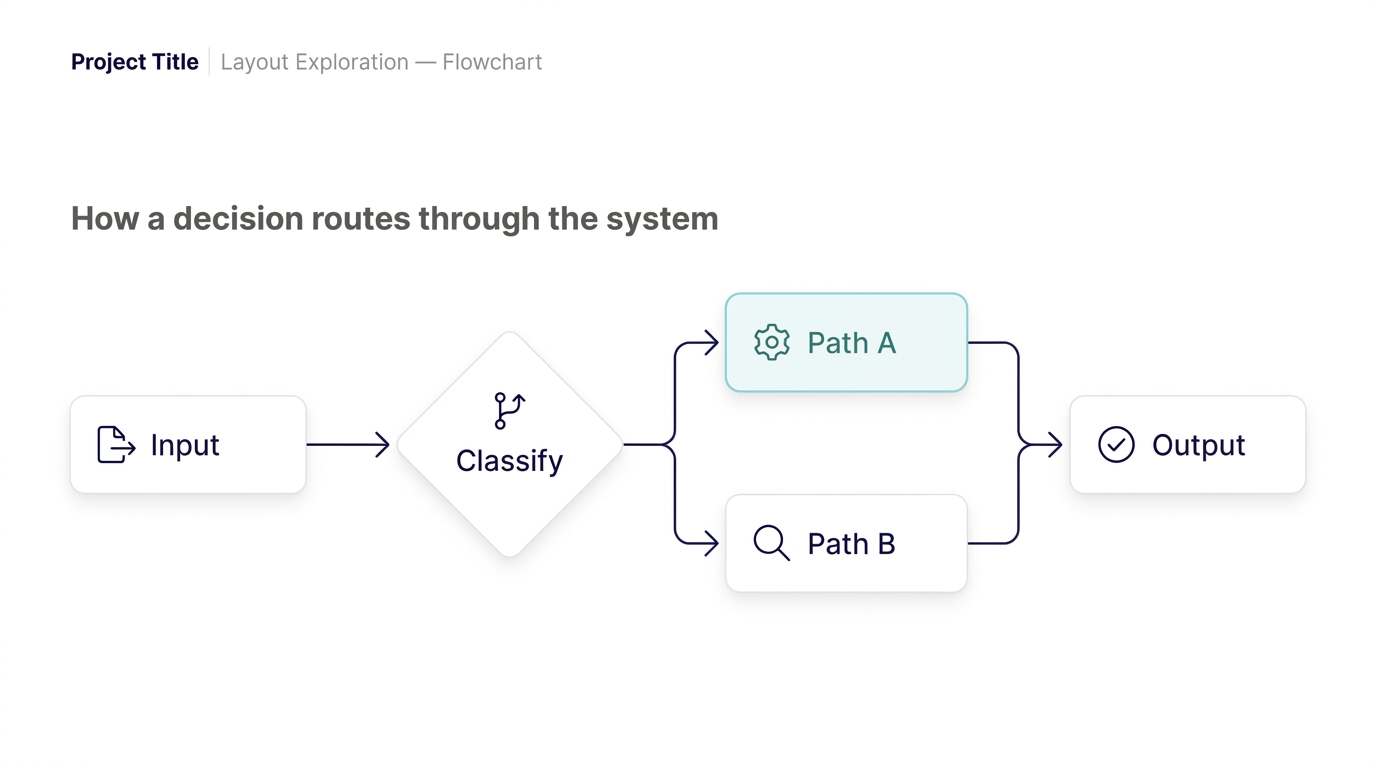 Project Title
Layout Exploration — Flowchart
How a decision routes through the system
Input
Classify
Path A
Path B
Output